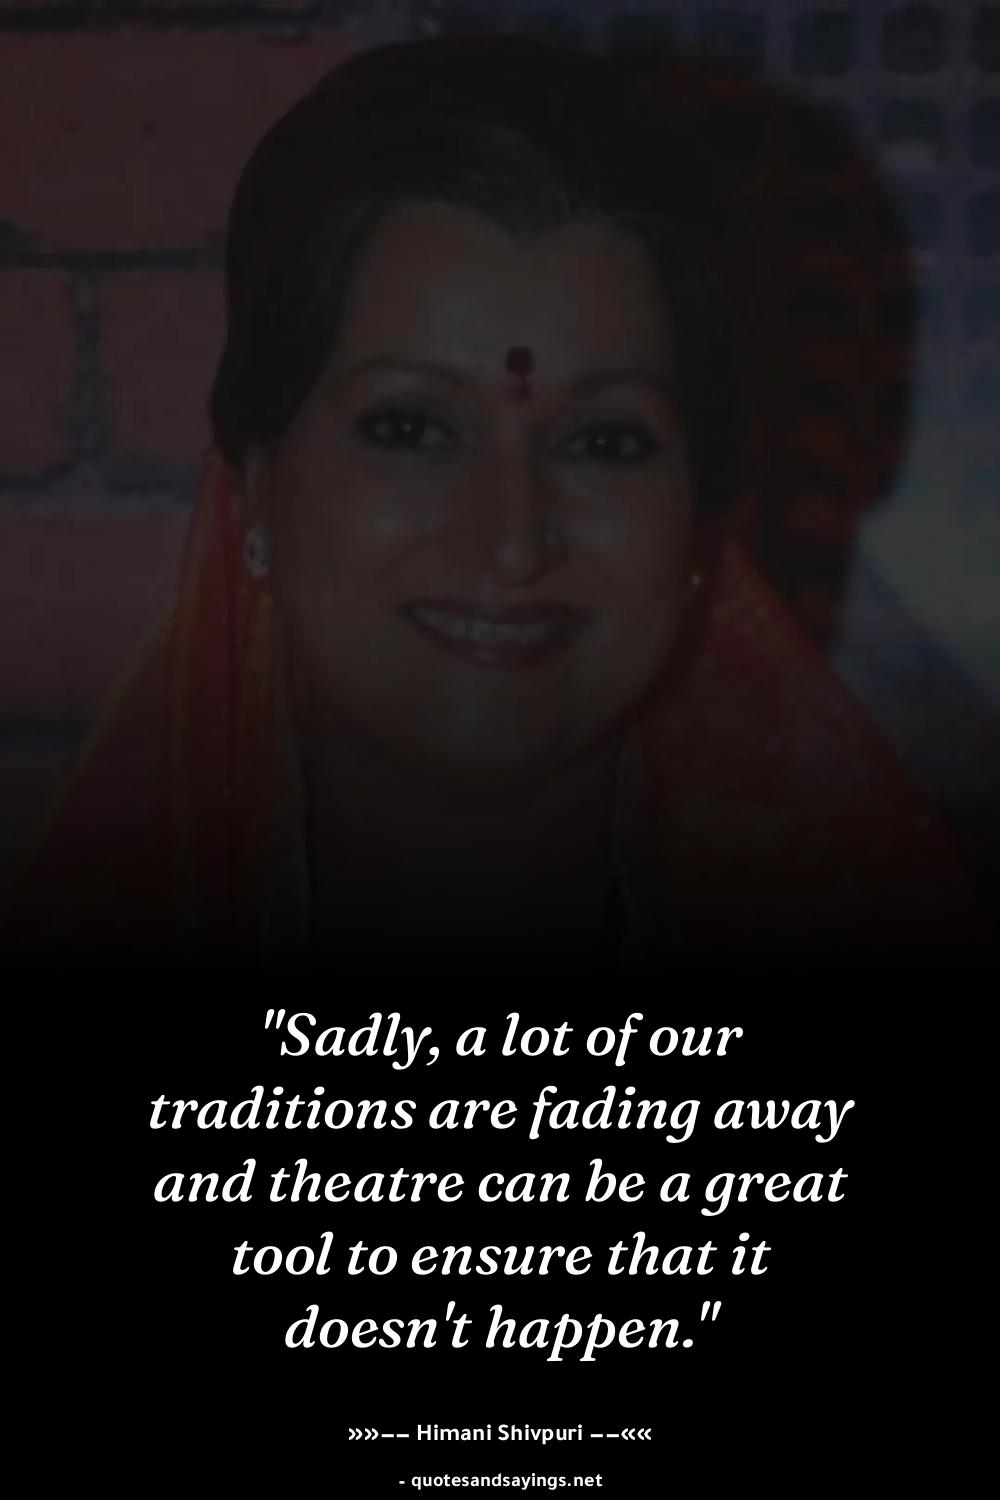 "Sadly, a lot of our
traditions are fading away
and theatre can be a great
tool to ensure that it
doesn't happen."
»»–– Himani Shivpuri ––««
- quotesandsayings.net